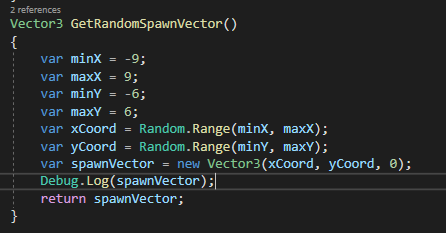 2 references
Vector3 GetRandomSpawnVector()
{
    var minX = -9;
    var maxX = 9;
    var minY = -6;
    var maxY = 6;
    var xCoord = Random.Range(minX, maxX);
    var yCoord = Random.Range(minY, maxY);
    var spawnVector = new Vector3(xCoord, yCoord, 0);
    Debug.Log(spawnVector);
    return spawnVector;
}